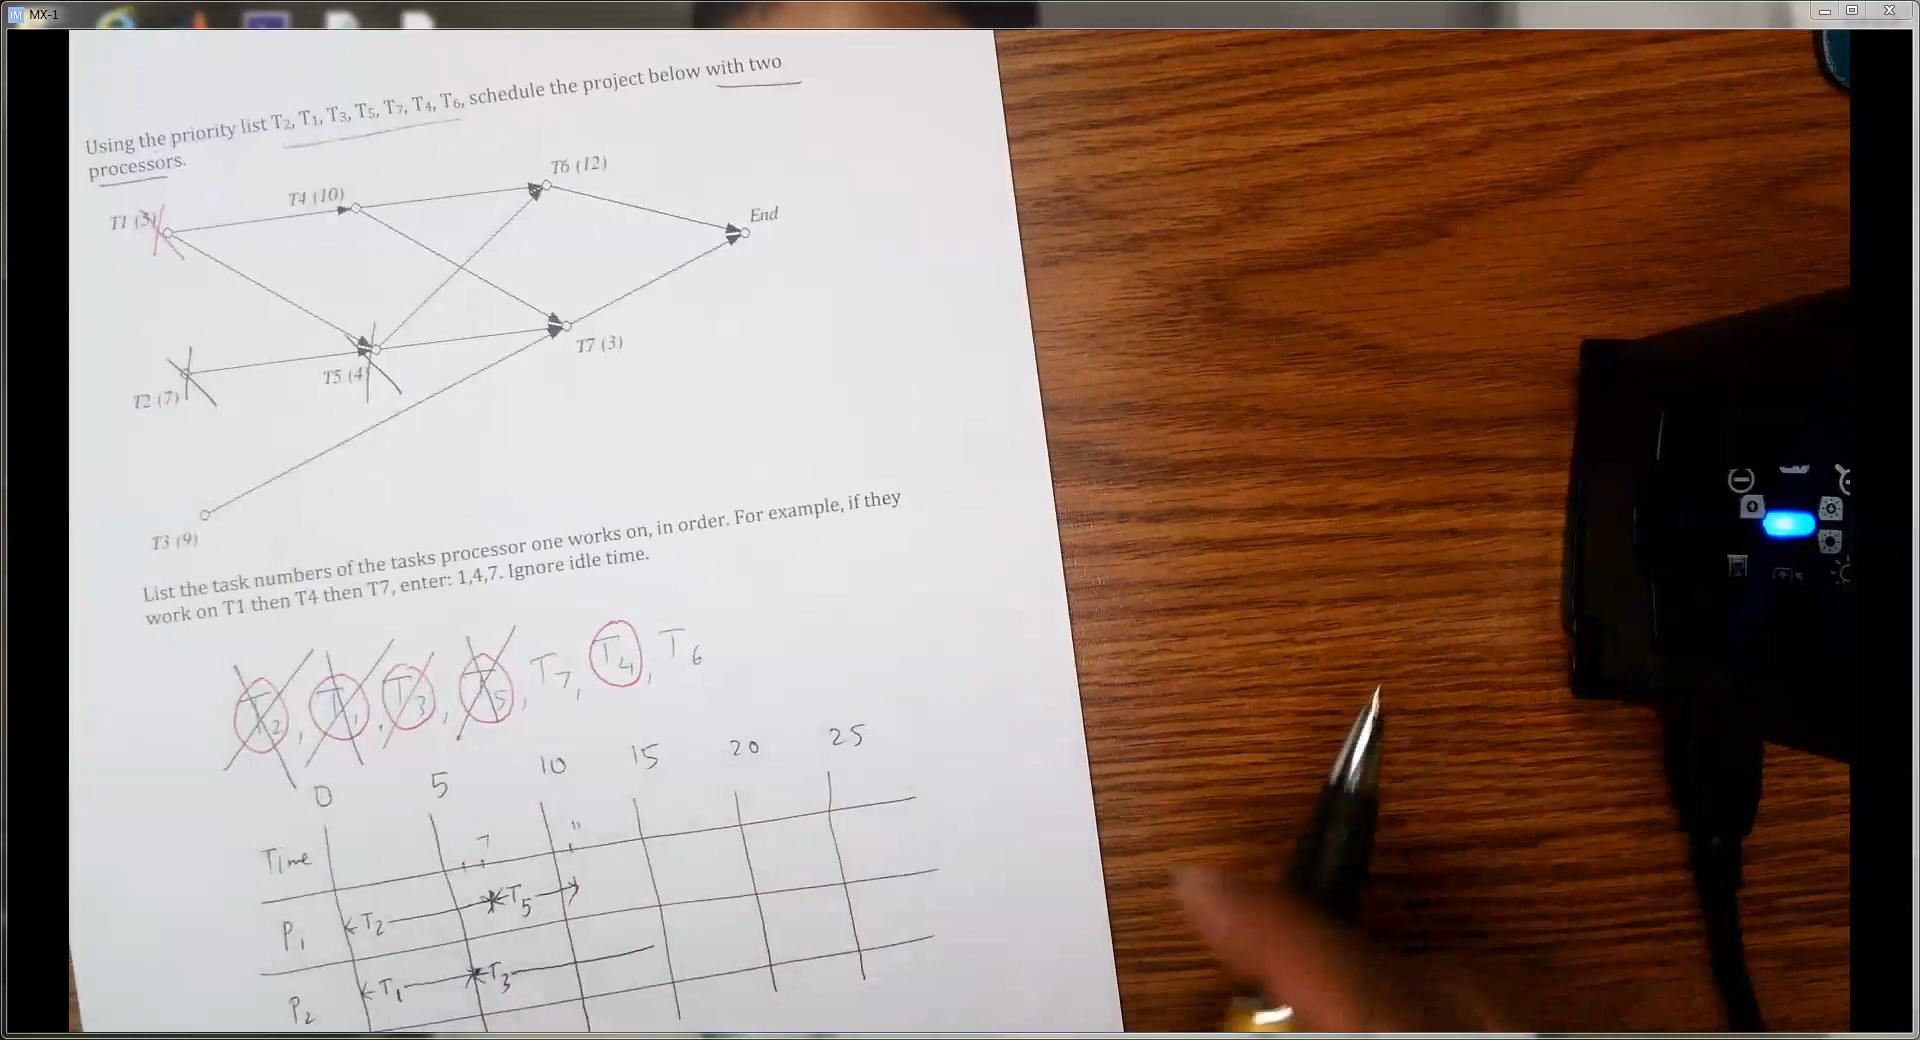 MX-1
Using the priority list T2, T1, T3, T5, T7, T4, T6, schedule the project below with two
processors.
T6 (12)
T4 (10)
T1 (5)
End
T7 (3)
T5 (4)
T2 (7)
T3 (9)
List the task numbers of the tasks processor one works on, in order. For example, if they
work on T1 then T4 then T7, enter: 1,4,7. Ignore idle time.
T2, T1, T3, T5, T7, T4, T6
0 5 10 15 20 25
Time 7 11
P1 T2 T5
P2 T1 T3